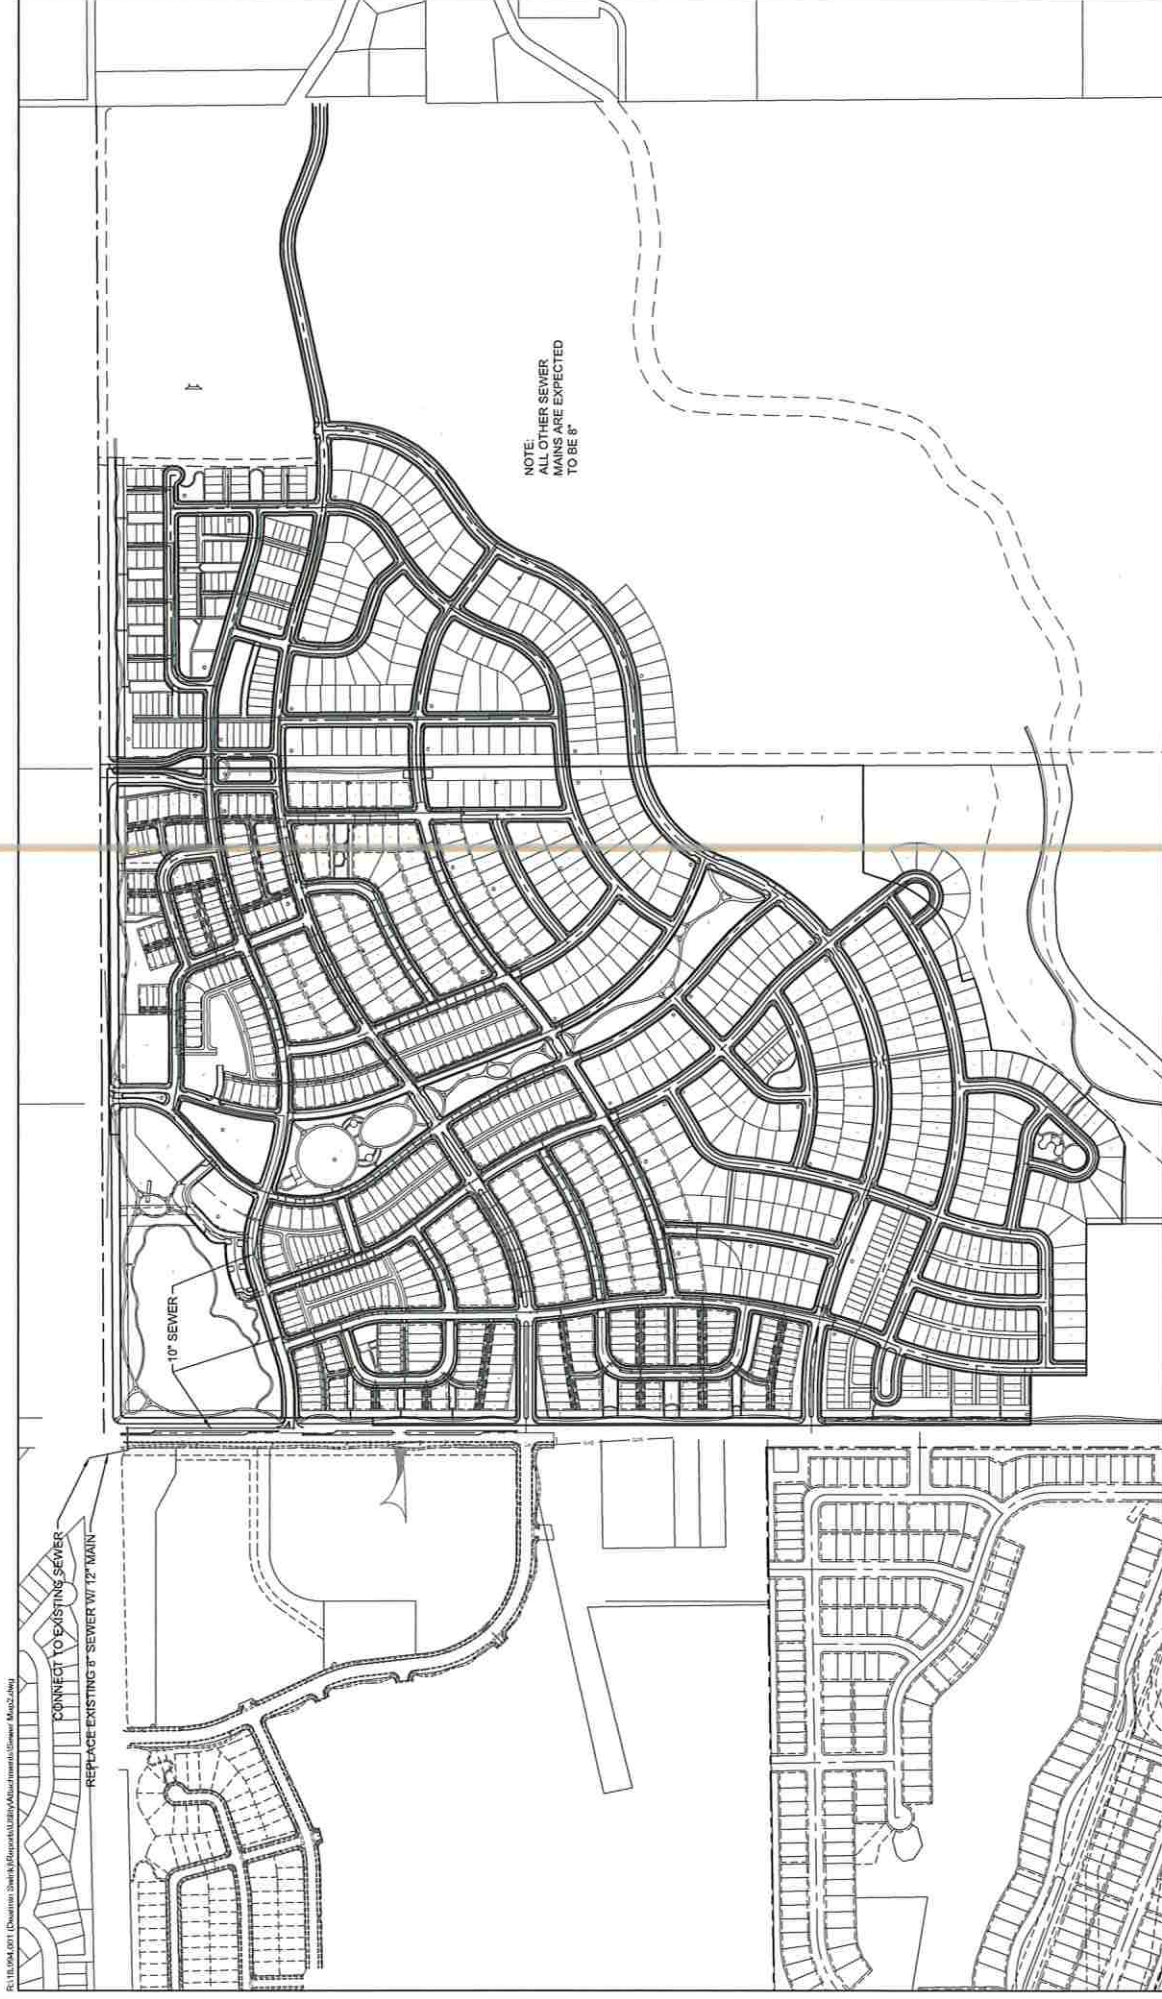 NOTE:
ALL OTHER SEWER
MAINS ARE EXPECTED
TO BE 8"
10" SEWER
CONNECT TO EXISTING SEWER
REPLACE EXISTING 8" SEWER W/ 12" MAIN